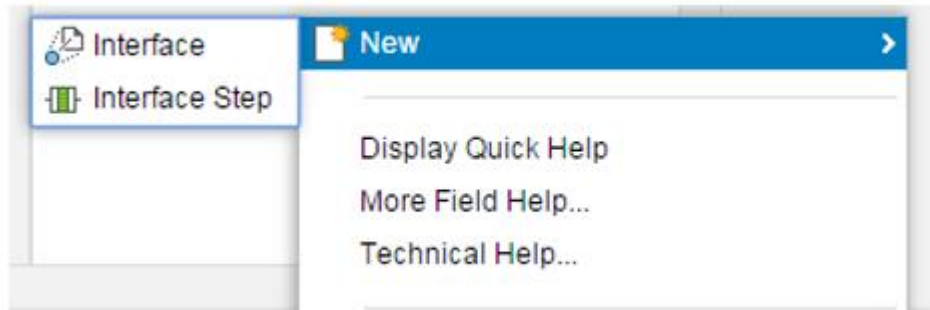 Interface
New
Interface Step
Display Quick Help
More Field Help...
Technical Help...